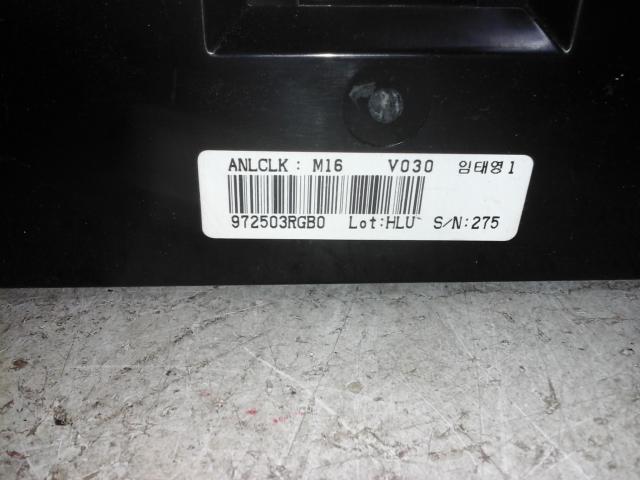 ANLCLK : M16 V030 임태영1
972503RGB0 Lot:HLU S/N:275